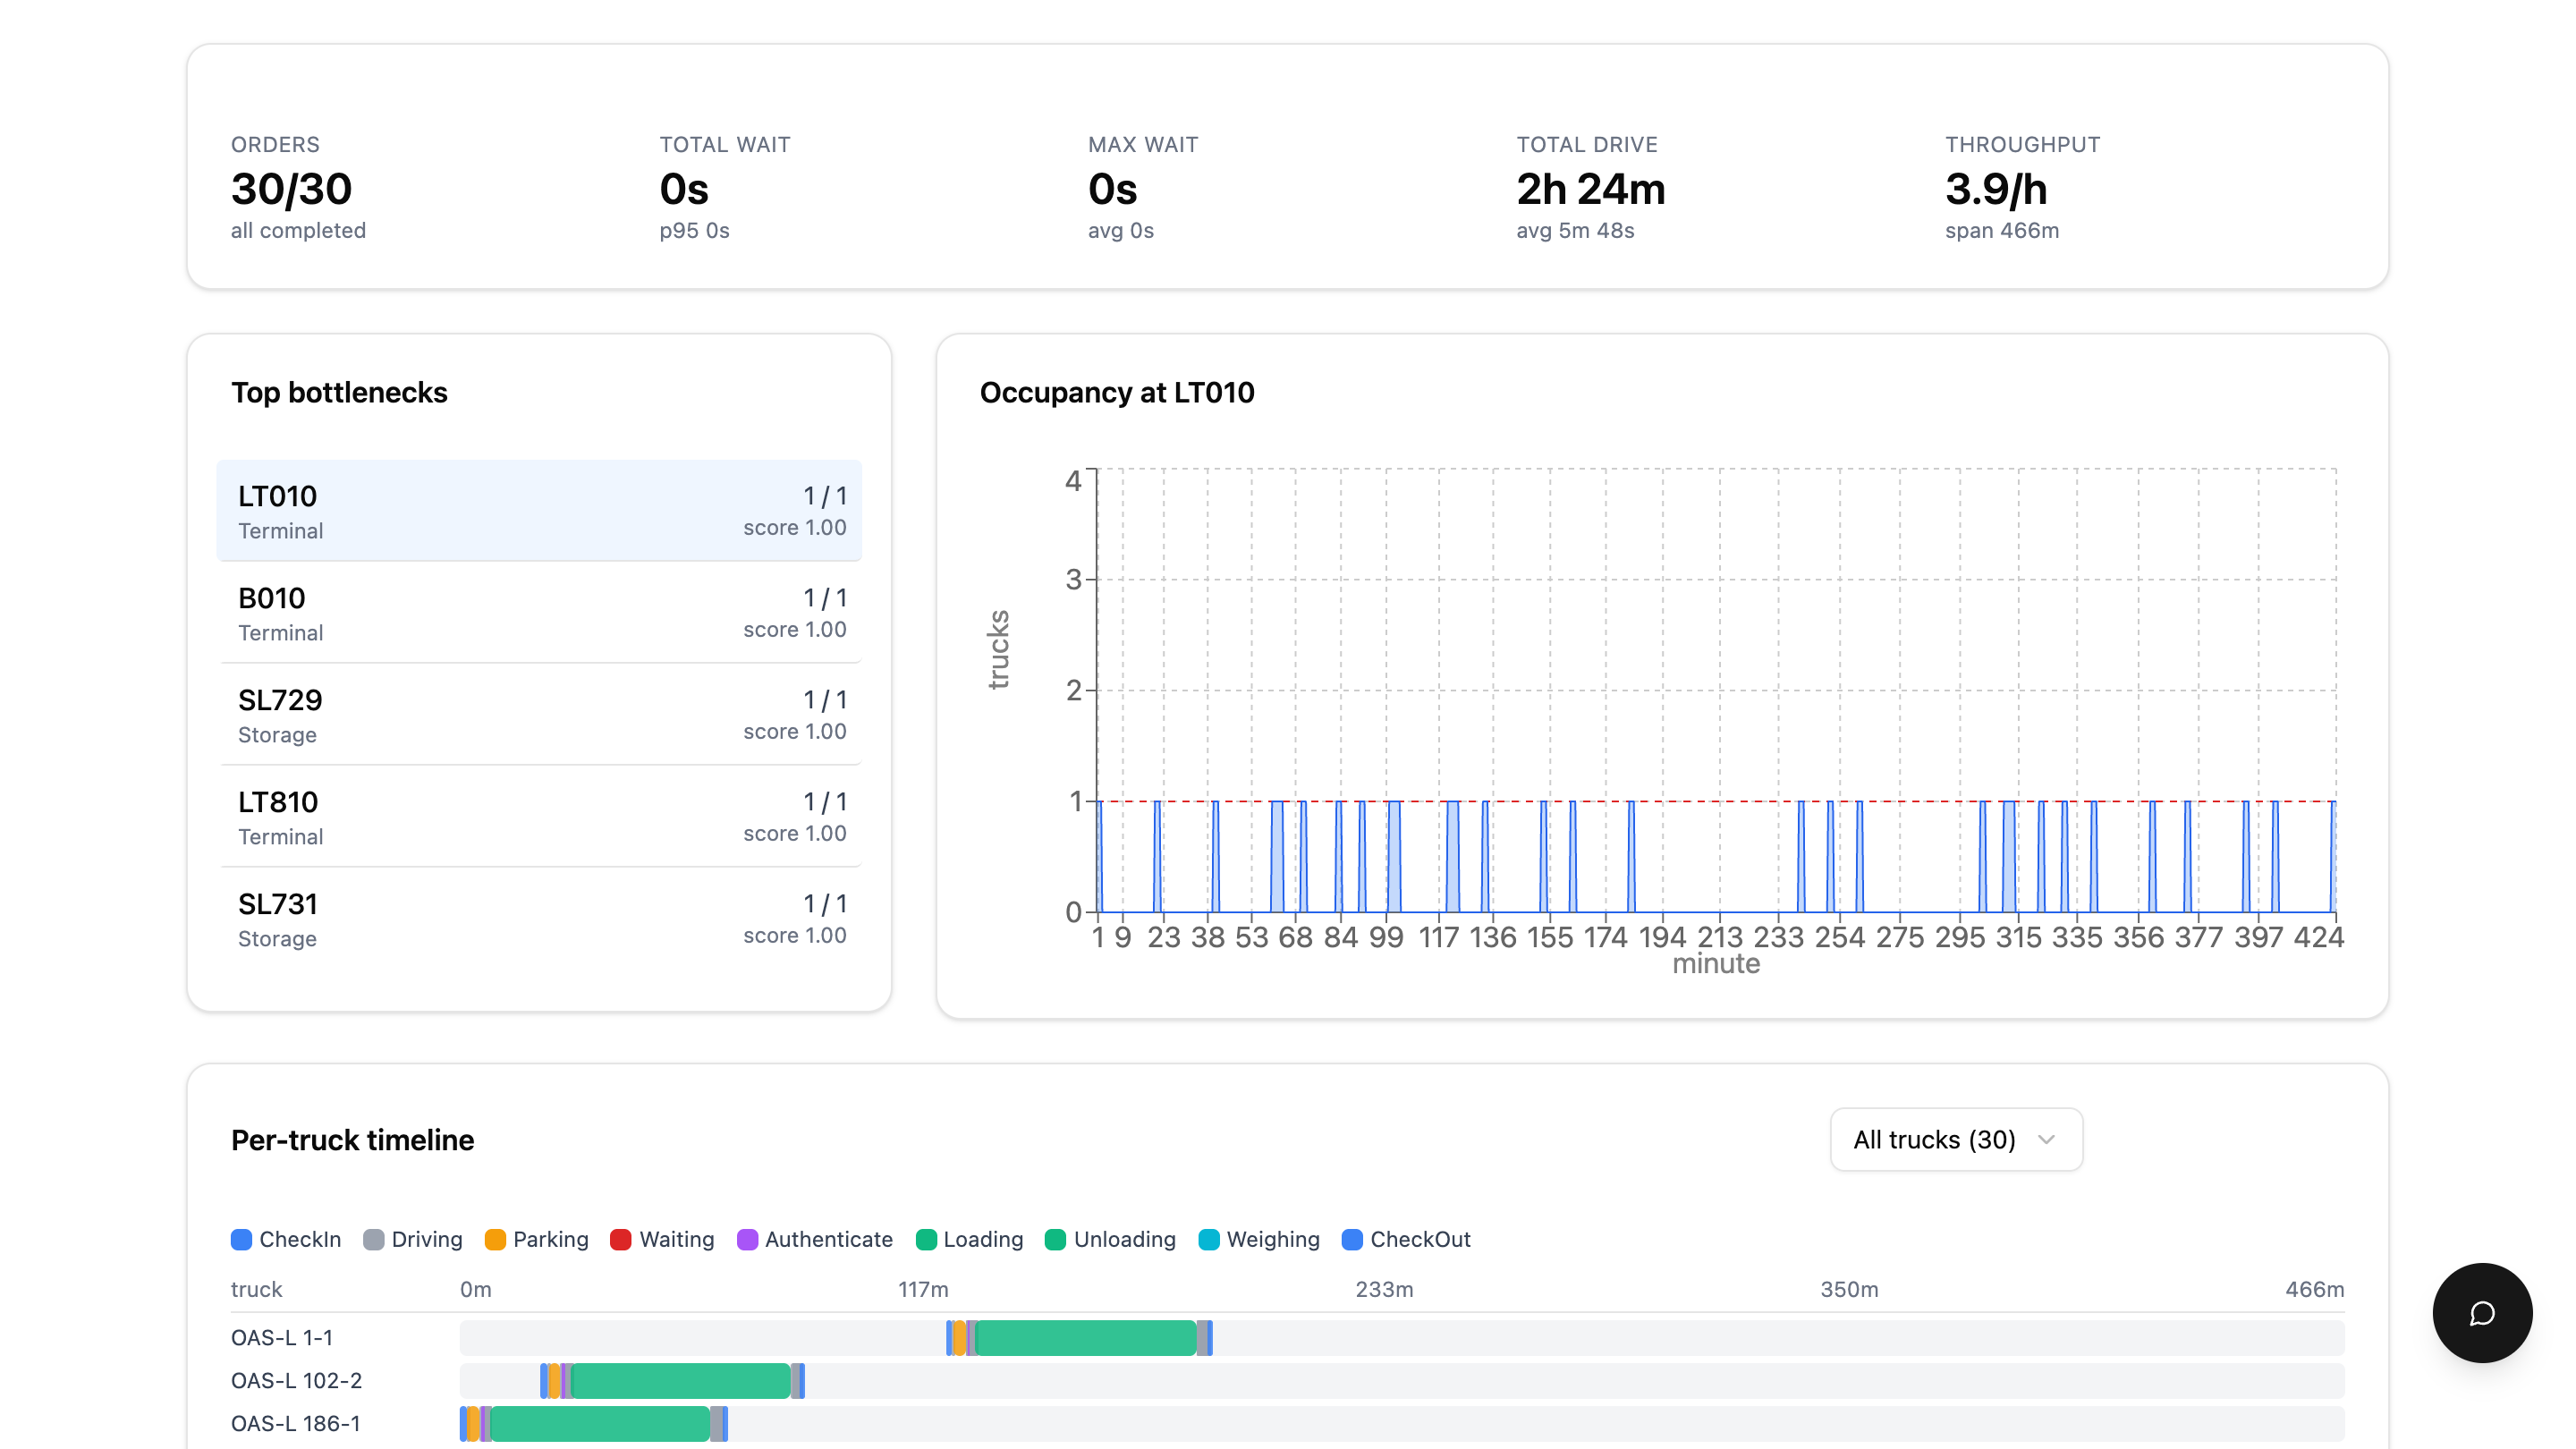 ORDERS
30/30
all completed
TOTAL WAIT
0s
p95 0s
MAX WAIT
0s
avg 0s
TOTAL DRIVE
2h 24m
avg 5m 48s
THROUGHPUT
3.9/h
span 466m
Top bottlenecks
LT010 1 / 1
Terminal score 1.00
B010 1 / 1
Terminal score 1.00
SL729 1 / 1
Storage score 1.00
LT810 1 / 1
Terminal score 1.00
SL731 1 / 1
Storage score 1.00
Occupancy at LT010
trucks
4
3
2
1
0
1 9 23 38 53 68 84 99 117 136 155 174 194 213 233 254 275 295 315 335 356 377 397 424
minute
Per-truck timeline
All trucks (30)
CheckIn Driving Parking Waiting Authenticate Loading Unloading Weighing CheckOut
truck 0m 117m 233m 350m 466m
OAS-L 1-1
OAS-L 102-2
OAS-L 186-1